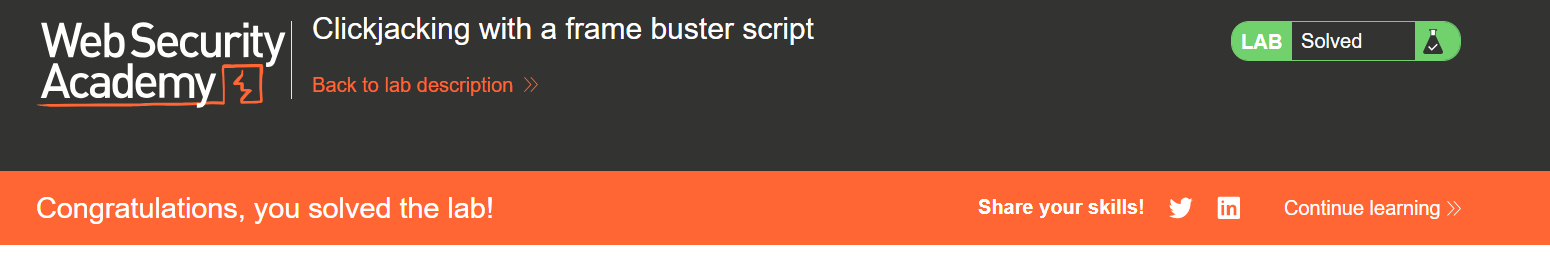 Web Security
Academy
Clickjacking with a frame buster script
Back to lab description
LAB Solved
Congratulations, you solved the lab!
Share your skills!
Continue learning